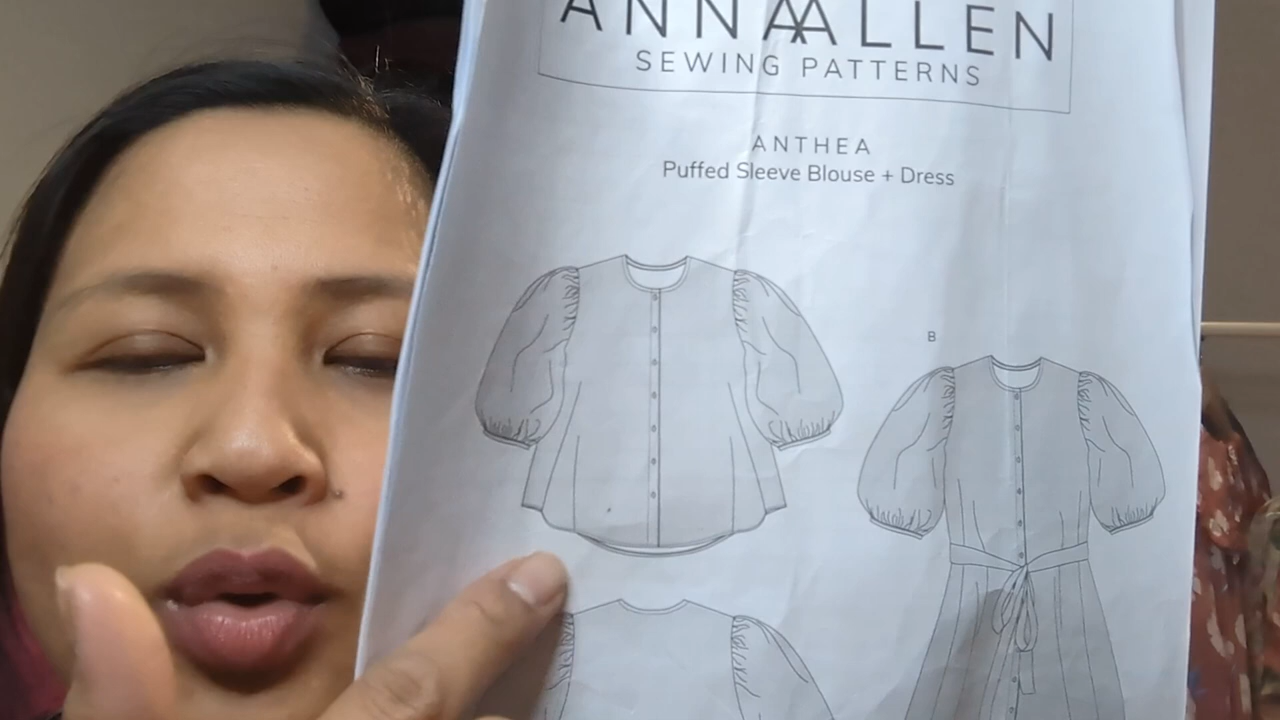 ANNA ALLEN
SEWING PATTERNS
ANTHEA
Puffed Sleeve Blouse + Dress
B